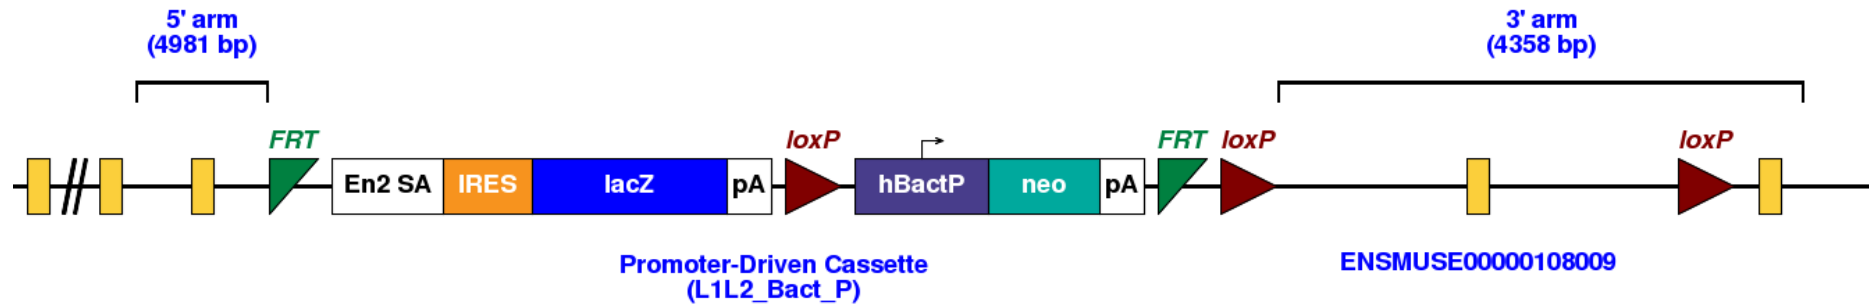 5' arm
(4981 bp)
3' arm
(4358 bp)
FRT
loxP
FRT
loxP
loxP
En2 SA
IRES
lacZ
pA
hBactP
neo
pA
Promoter-Driven Cassette
(L1L2_Bact_P)
ENSMUSE00000108009